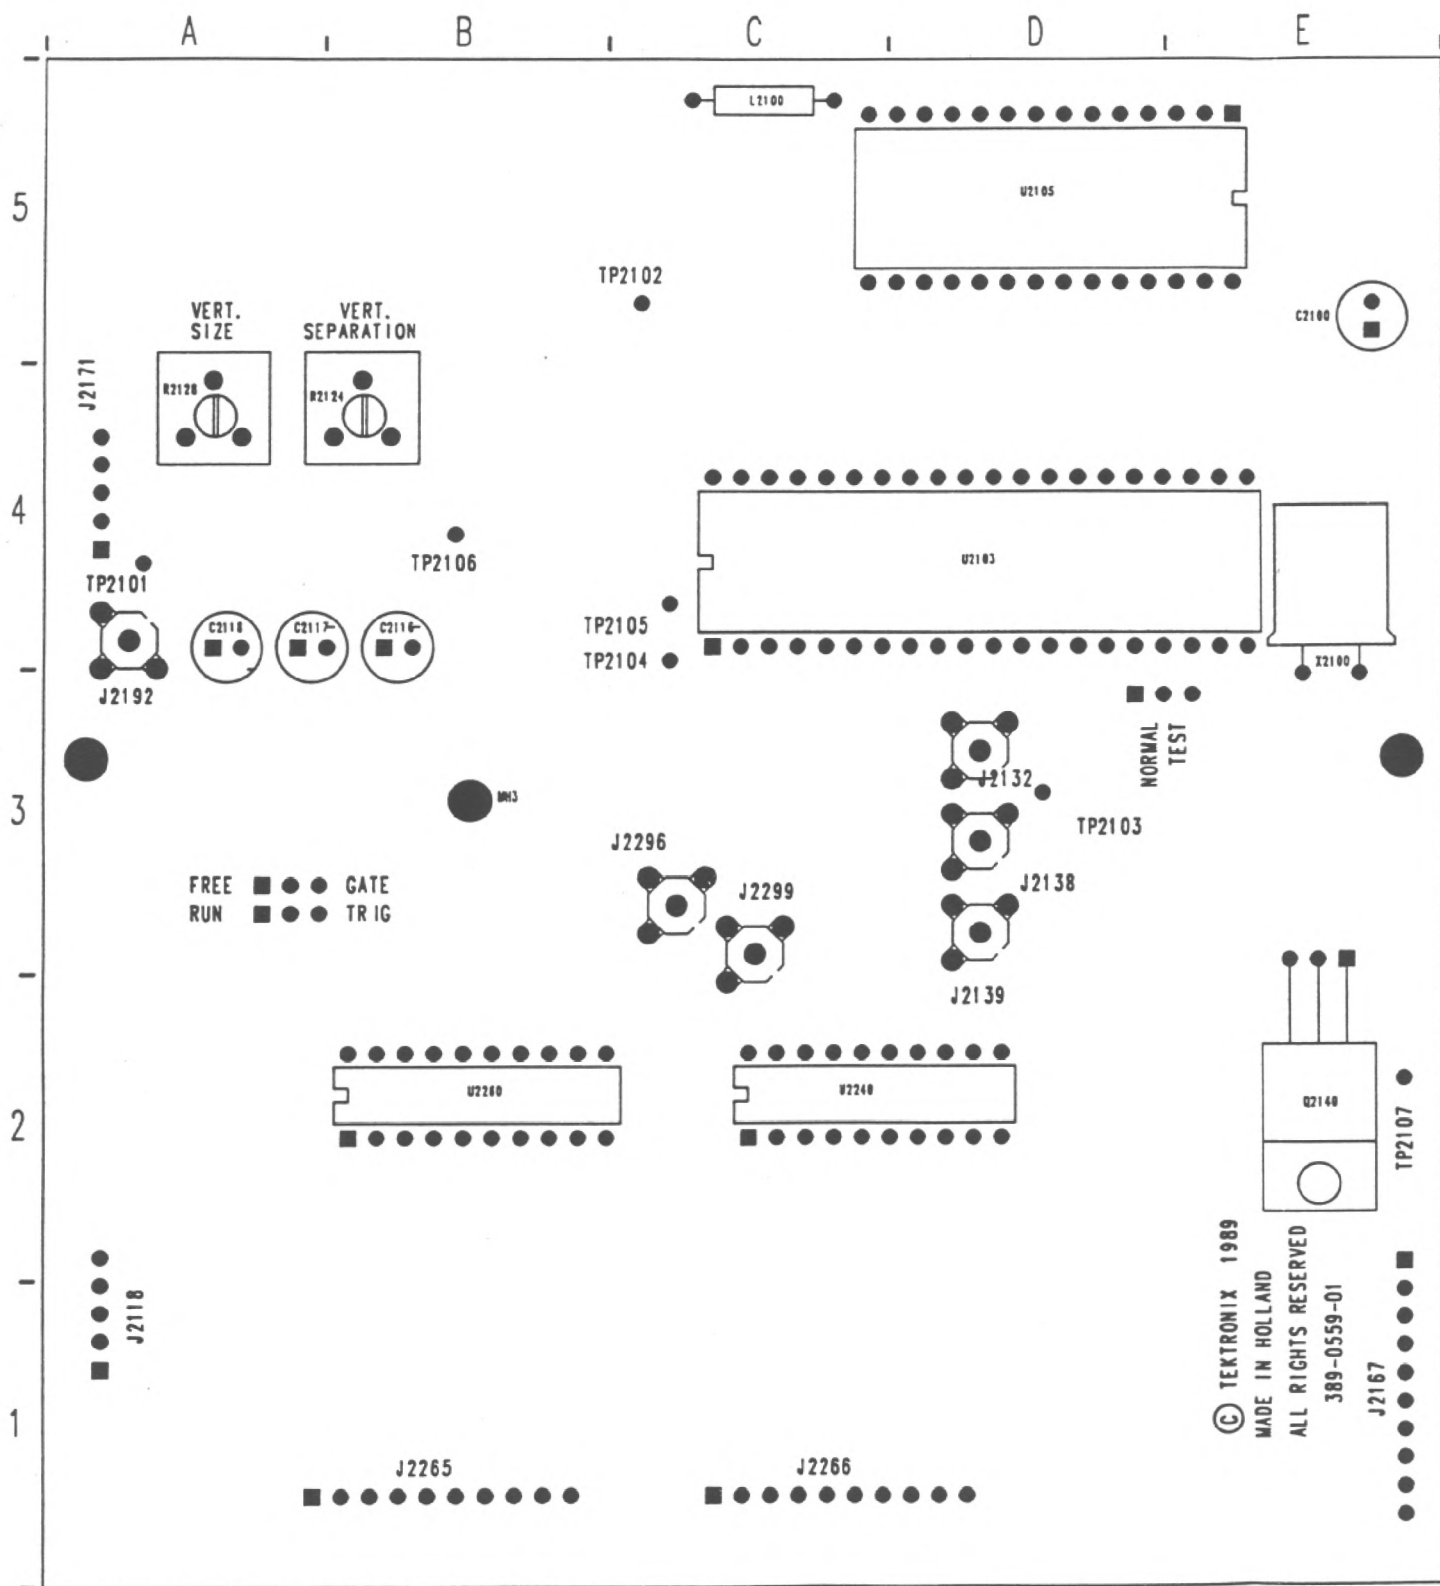 A B C D E
L2100
5
U2105
TP2102
VERT.
SIZE
VERT.
SEPARATION
C2100
J2171
R2128
R2124
4
U2103
TP2106
TP2101
C2118
C2117
C2116
TP2105
TP2104
X2100
J2192
NORMAL
TEST
J2132
MH3
3
TP2103
J2296
FREE GATE
RUN TRIG
J2299
J2138
J2139
U2260
U2240
Q2140
2
TP2107
J2118
© TEKTRONIX 1989
MADE IN HOLLAND
ALL RIGHTS RESERVED
389-0559-01
J2167
1
J2265
J2266